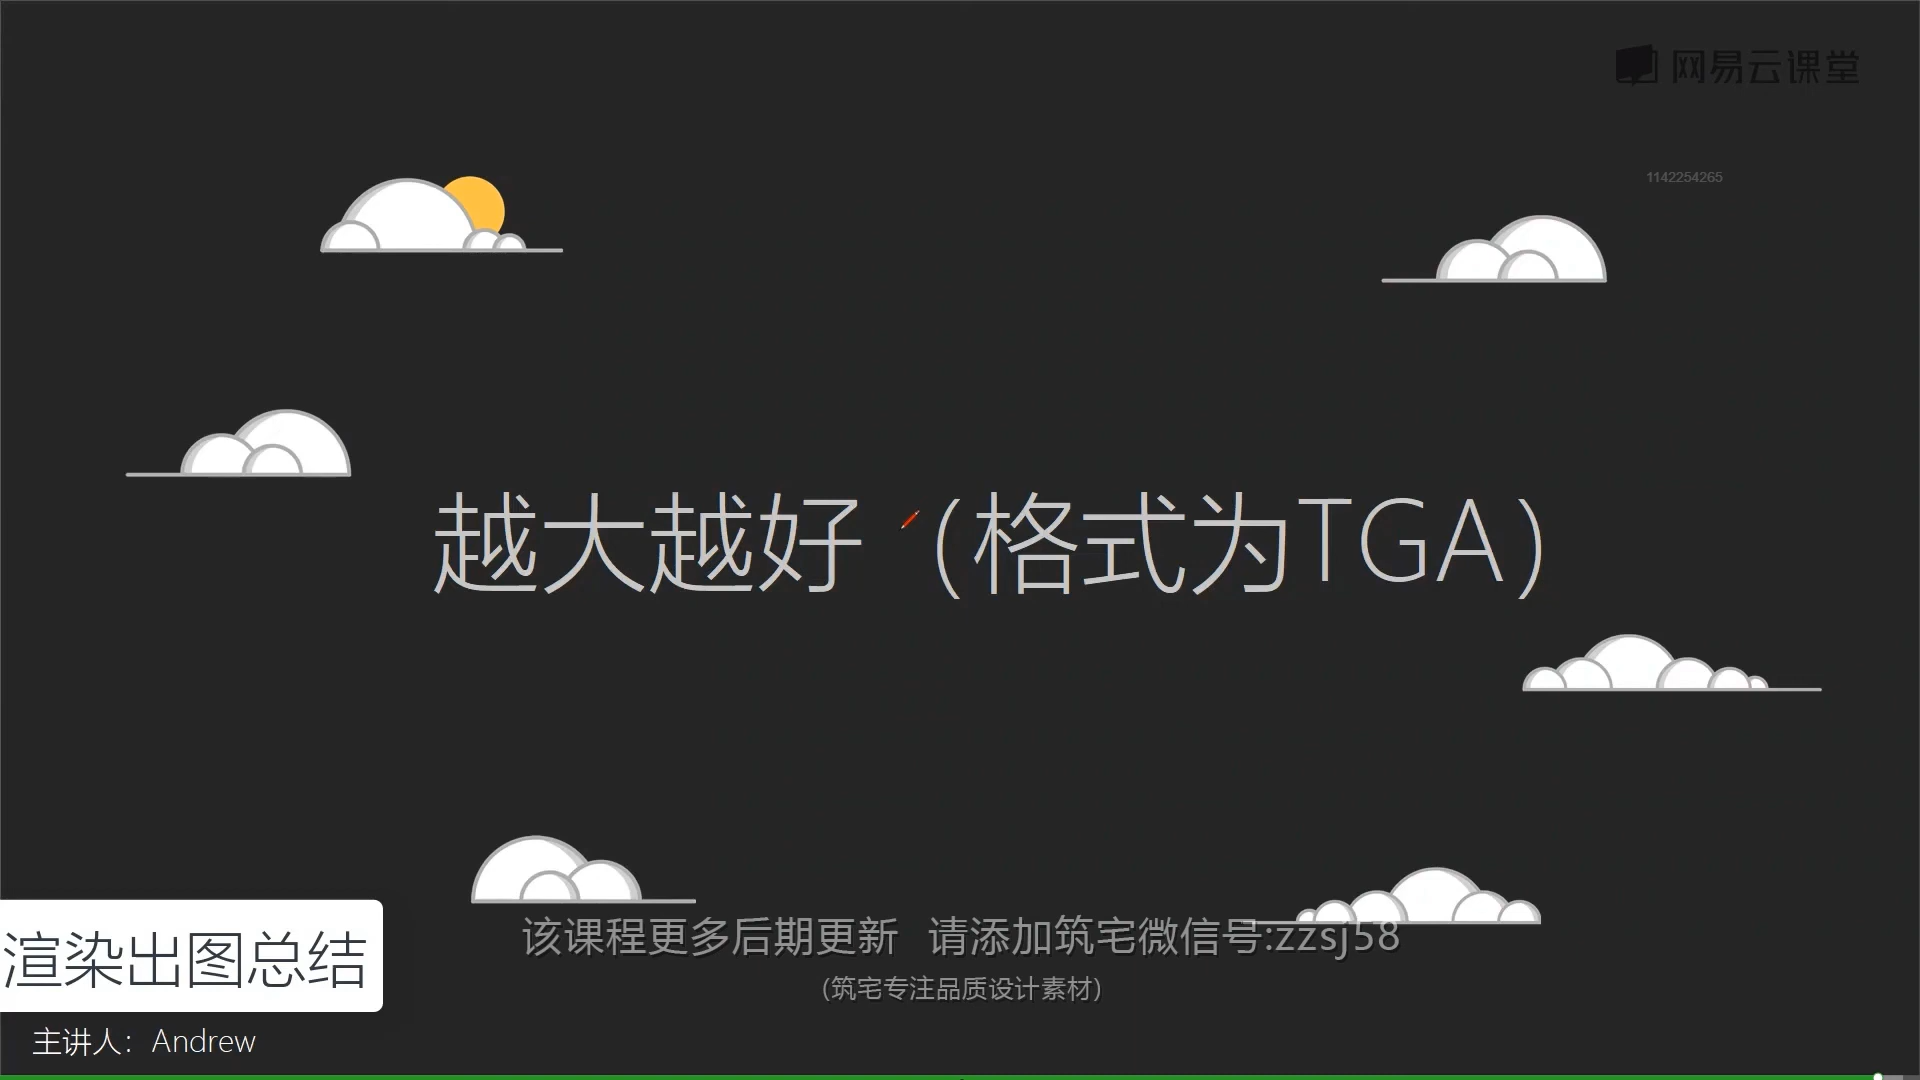 网易云课堂
1142254265
越大越好（格式为TGA）
该课程更多后期更新 请添加筑宅微信号:zzsj58
(筑宅专注品质设计素材)
渲染出图总结
主讲人：Andrew